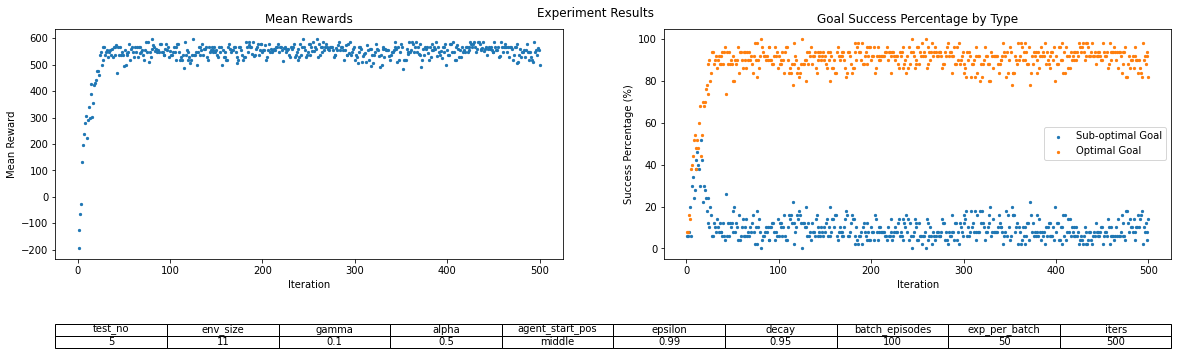 Experiment Results
Mean Rewards
600
500
400
300
200
100
0
−100
−200
Mean Reward
0 100 200 300 400 500
Iteration
Goal Success Percentage by Type
100
80
60
40
20
0
Success Percentage (%)
Sub-optimal Goal
Optimal Goal
0 100 200 300 400 500
Iteration
test_no env_size gamma alpha agent_start_pos epsilon decay batch_episodes exp_per_batch iters
5 11 0.1 0.5 middle 0.99 0.95 100 50 500